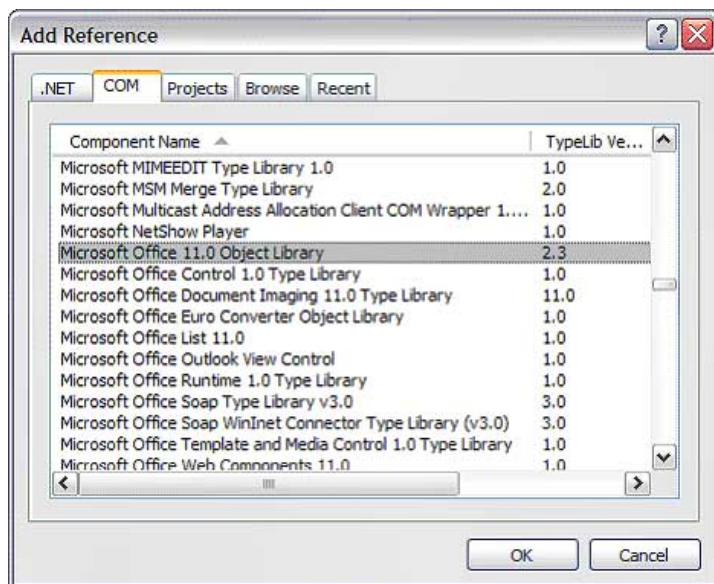 Add Reference
.NET COM Projects Browse Recent
Component Name TypeLib Ve...
Microsoft MIMEEDIT Type Library 1.0 1.0
Microsoft MSM Merge Type Library 2.0
Microsoft Multicast Address Allocation Client COM Wrapper 1.... 1.0
Microsoft NetShow Player 1.0
Microsoft Office 11.0 Object Library 2.3
Microsoft Office Control 1.0 Type Library 1.0
Microsoft Office Document Imaging 11.0 Type Library 11.0
Microsoft Office Euro Converter Object Library 1.0
Microsoft Office List 11.0 1.0
Microsoft Office Outlook View Control 1.0
Microsoft Office Runtime 1.0 Type Library 1.0
Microsoft Office Soap Type Library v3.0 3.0
Microsoft Office Soap WinInet Connector Type Library (v3.0) 3.0
Microsoft Office Template and Media Control 1.0 Type Library 1.0
Microsoft Office Web Components 11.0 1.0
OK Cancel